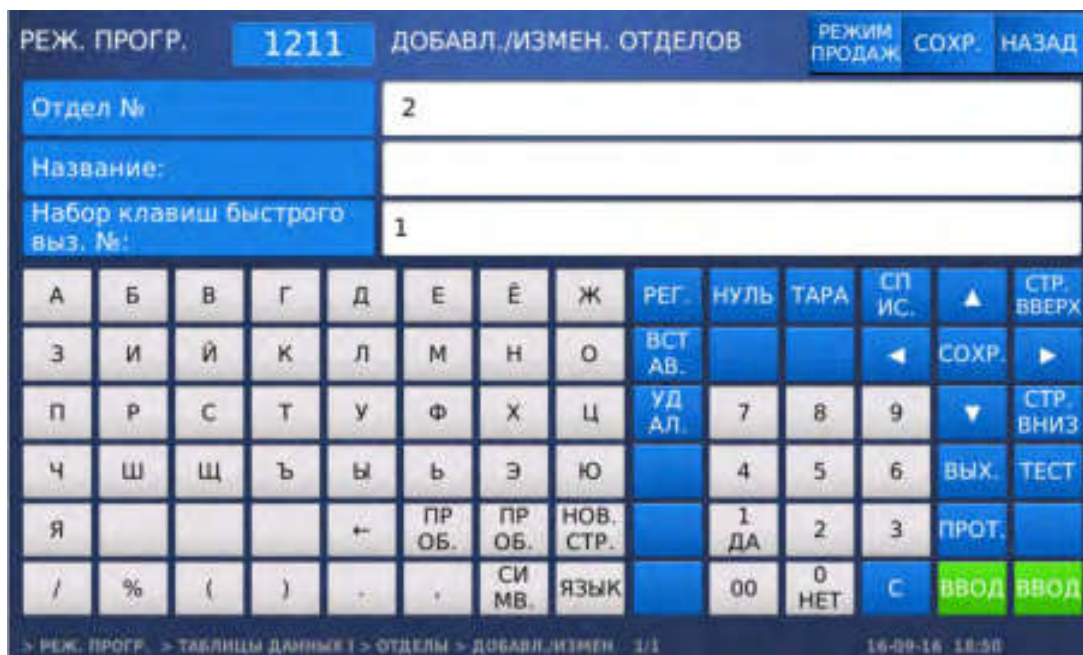 РЕЖ. ПРОГР. 1211 ДОБАВЛ./ИЗМЕН. ОТДЕЛОВ РЕЖИМ ПРОДАЖ СОХР. НАЗАД
Отдел № 2
Название:
Набор клавиш быстрого
выз. №: 1
А Б В Г Д Е Ё Ж РЕГ. НУЛЬ ТАРА СП ИС. ▲ СТР. ВВЕРХ
З И Й К Л М Н О ВСТ АВ. ◄ СОХР. ►
П Р С Т У Ф Х Ц УД АЛ. 7 8 9 ▼ СТР. ВНИЗ
Ч Ш Щ Ъ Ы Ь Э Ю 4 5 6 ВЫХ. ТЕСТ
Я ← ПР ОБ. ПР ОБ. НОВ. СТР. 1 ДА 2 3 ПРОТ.
/ % ( ) . , СИ МВ. ЯЗЫК 00 0 НЕТ С ВВОД ВВОД
> РЕЖ. ПРОГР. > ТАБЛИЦЫ ДАННЫХ 1 > ОТДЕЛЫ > ДОБАВЛ./ИЗМЕН 1/1 16-09-16 18:50